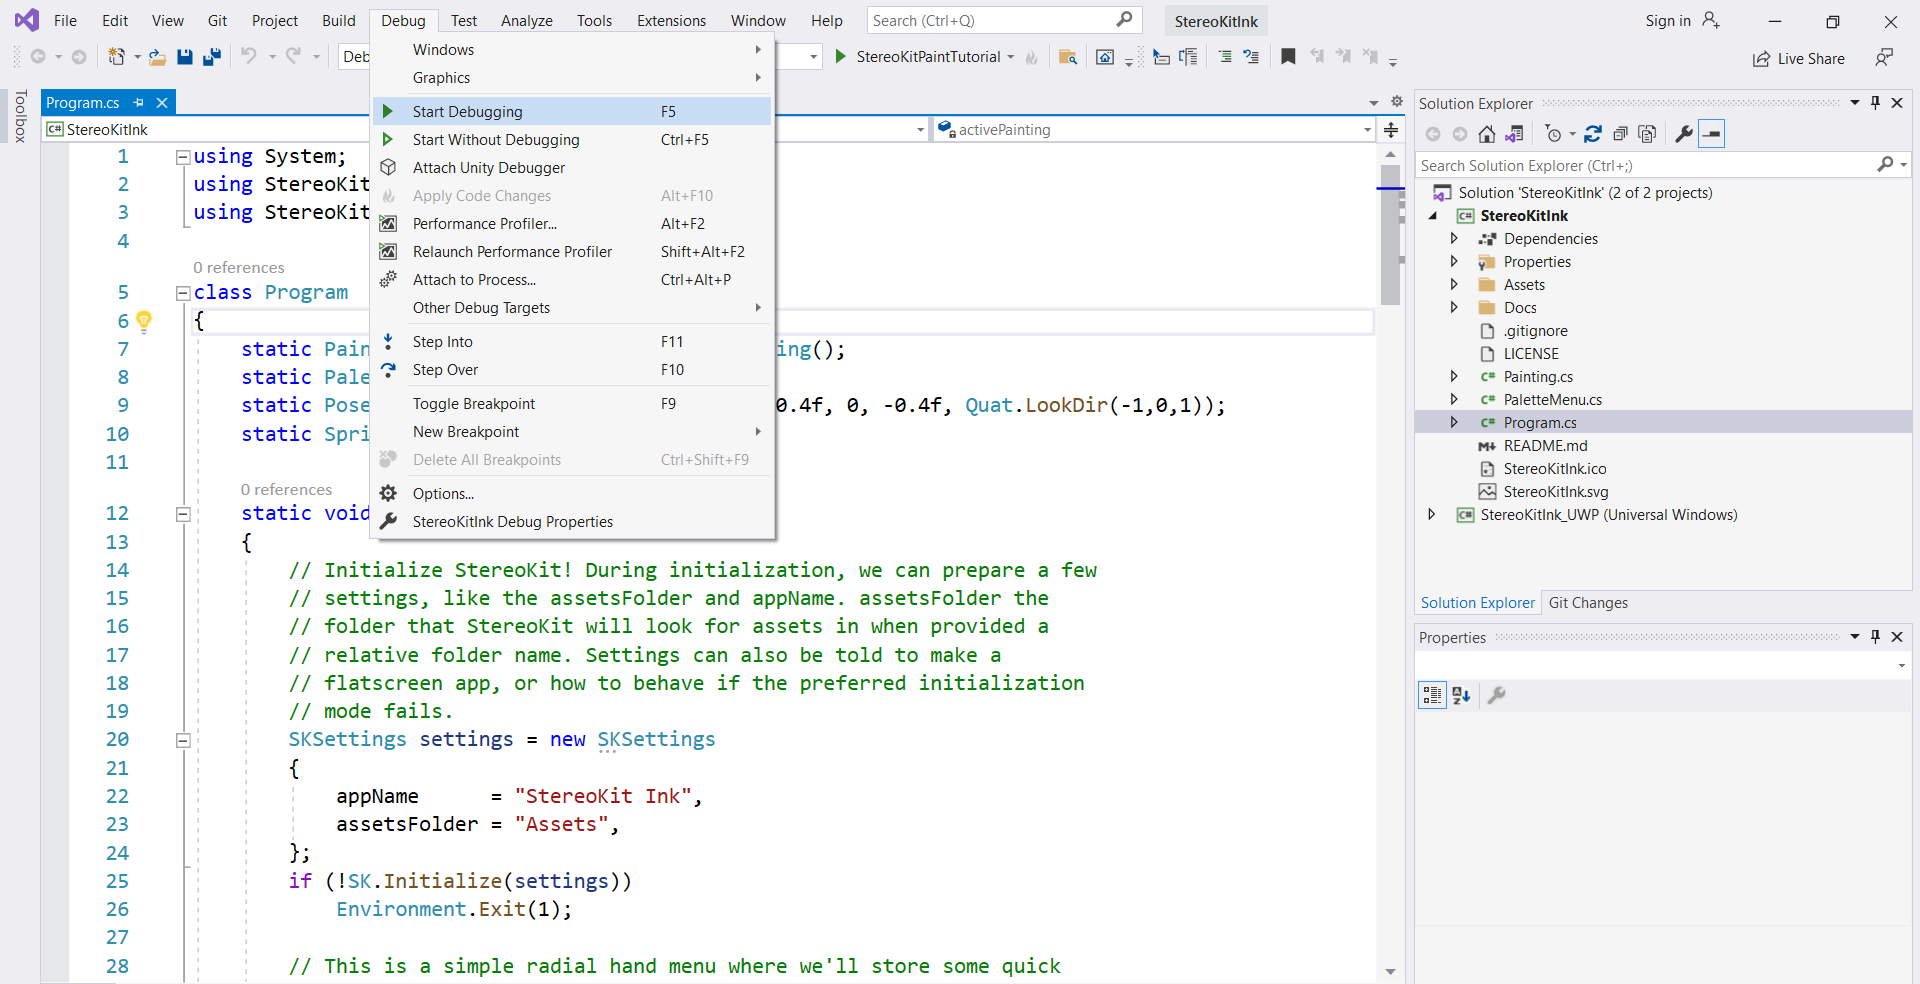 File Edit View Git Project Build Debug Test Analyze Tools Extensions Window Help Search (Ctrl+Q) StereoKitInk Sign in
Deb StereoKitPaintTutorial Live Share
Windows
Graphics
Start Debugging F5
Start Without Debugging Ctrl+F5
Attach Unity Debugger
Apply Code Changes Alt+F10
Performance Profiler... Alt+F2
Relaunch Performance Profiler Shift+Alt+F2
Attach to Process... Ctrl+Alt+P
Other Debug Targets
Step Into F11
Step Over F10
Toggle Breakpoint F9
New Breakpoint
Delete All Breakpoints Ctrl+Shift+F9
Options...
StereoKitInk Debug Properties
Toolbox
Program.cs
C# StereoKitInk activePainting
1 using System;
2 using StereoKit
3 using StereoKit
4
0 references
5 class Program
6 {
7 static Pain ing();
8 static Pale
9 static Pose 0.4f, 0, -0.4f, Quat.LookDir(-1,0,1));
10 static Spri
11
0 references
12 static void
13 {
14 // Initialize StereoKit! During initialization, we can prepare a few
15 // settings, like the assetsFolder and appName. assetsFolder the
16 // folder that StereoKit will look for assets in when provided a
17 // relative folder name. Settings can also be told to make a
18 // flatscreen app, or how to behave if the preferred initialization
19 // mode fails.
20 SKSettings settings = new SKSettings
21 {
22 appName = "StereoKit Ink",
23 assetsFolder = "Assets",
24 };
25 if (!SK.Initialize(settings))
26 Environment.Exit(1);
27
28 // This is a simple radial hand menu where we'll store some quick
Solution Explorer
Search Solution Explorer (Ctrl+;)
Solution 'StereoKitInk' (2 of 2 projects)
C# StereoKitInk
Dependencies
Properties
Assets
Docs
.gitignore
LICENSE
C# Painting.cs
C# PaletteMenu.cs
C# Program.cs
README.md
StereoKitInk.ico
StereoKitInk.svg
C# StereoKitInk_UWP (Universal Windows)
Solution Explorer Git Changes
Properties